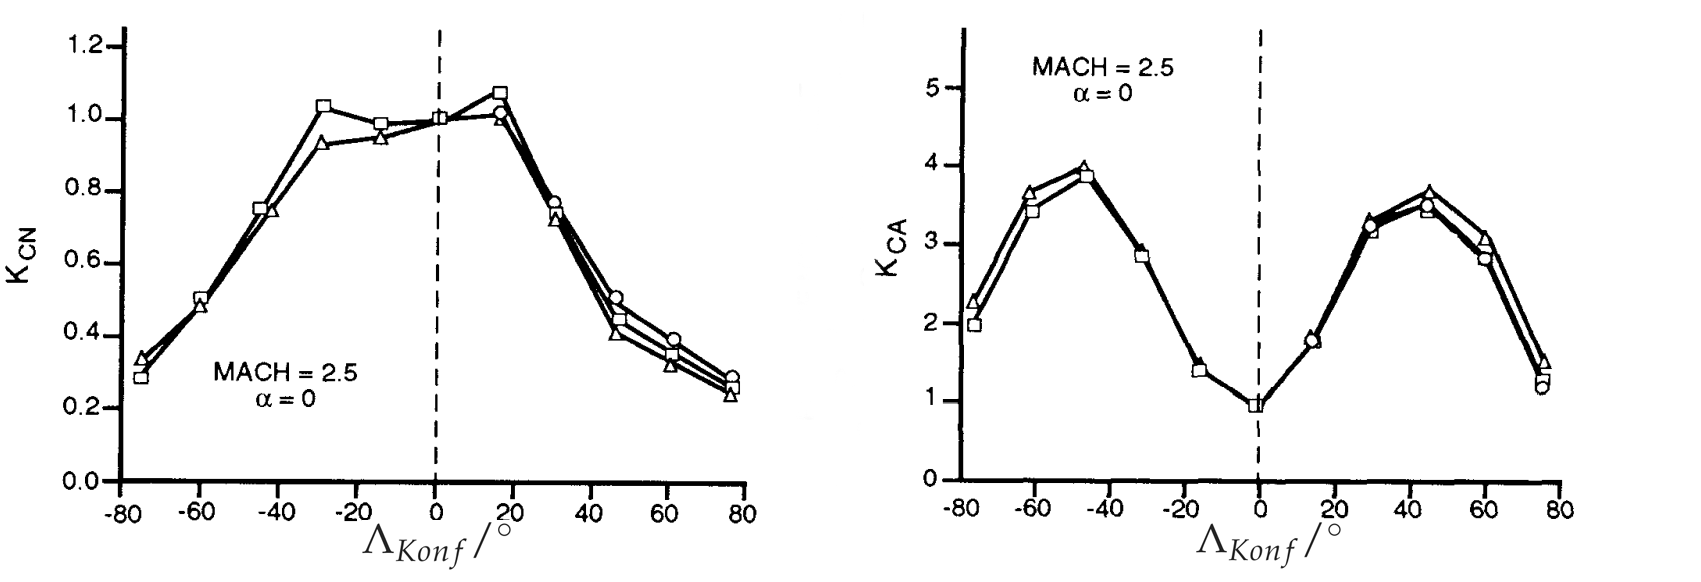 1.2
1.0
0.8
0.6
0.4
0.2
0.0
K_CN
MACH = 2.5
α = 0
-80 -60 -40 -20 0 20 40 60 80
Λ_Konf / °
5
4
3
2
1
0
K_CA
MACH = 2.5
α = 0
-80 -60 -40 -20 0 20 40 60 80
Λ_Konf / °